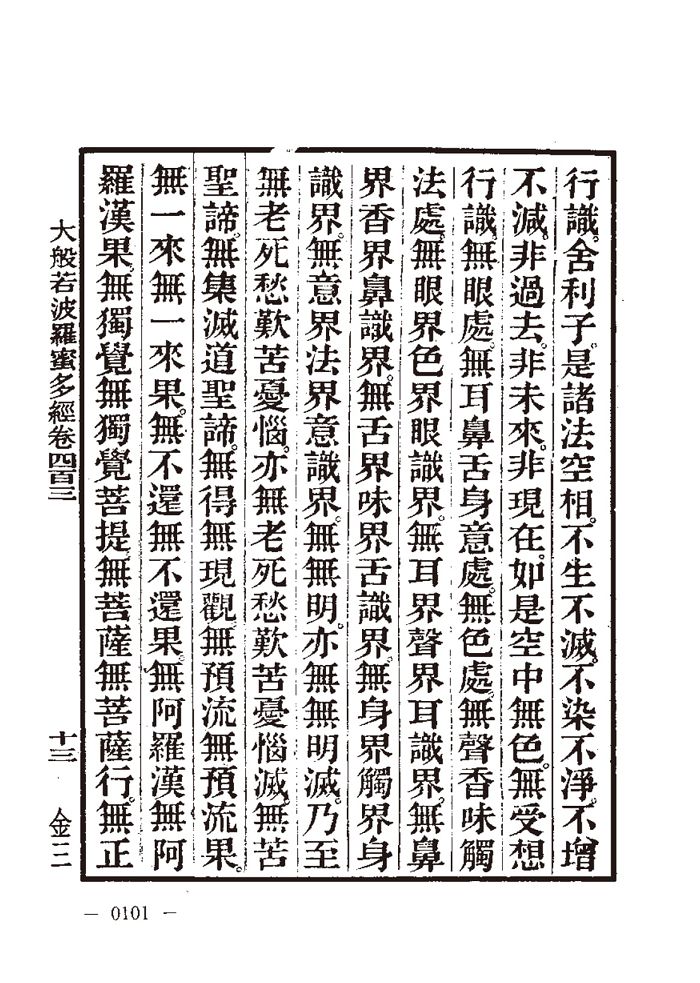 行識。舍利子。是諸法空相。不生不滅。不染不淨。不增
不減。非過去。非未來。非現在。如是空中無色。無受想
行識。無眼處。無耳鼻舌身意處。無色處。無聲香味觸
法處。無眼界色界眼識界。無耳界聲界耳識界。無鼻
界香界鼻識界。無舌界味界舌識界。無身界觸界身
識界。無意界法界意識界。無無明。亦無無明滅。乃至
無老死愁歎苦憂惱。亦無老死愁歎苦憂惱滅。無苦
聖諦。無集滅道聖諦。無得無現觀。無預流無預流果。
無一來無一來果。無不還無不還果。無阿羅漢無阿
羅漢果。無獨覺無獨覺菩提。無菩薩無菩薩行。無正
大般若波羅蜜多經卷四百三 十三 金三
— 0101 —